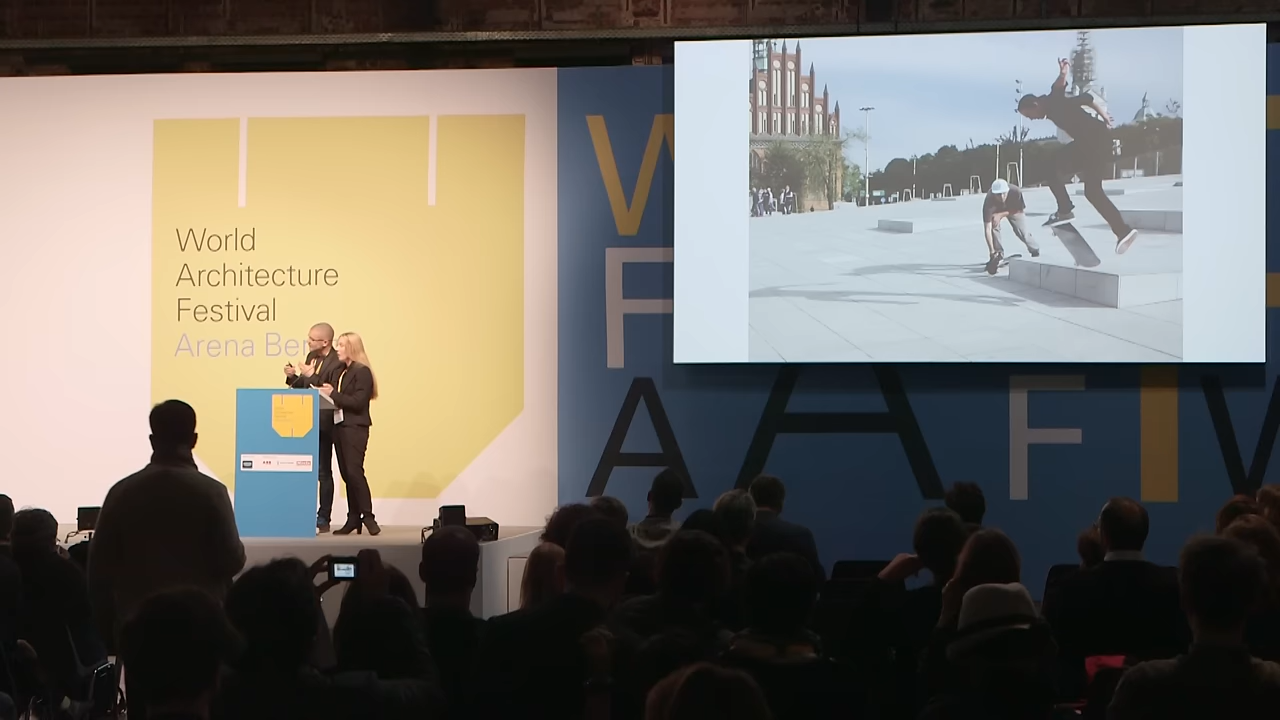 World
Architecture
Festival
Arena Ber
W
F
A A F I W